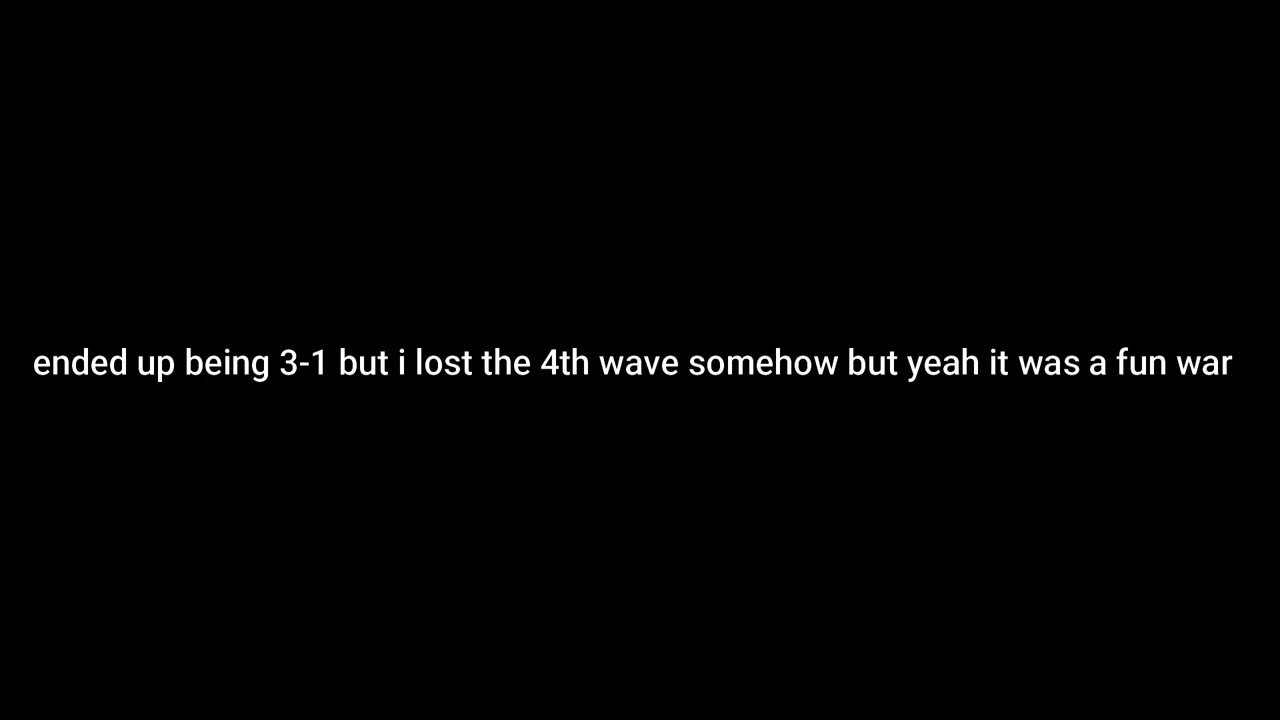 ended up being 3-1 but i lost the 4th wave somehow but yeah it was a fun war